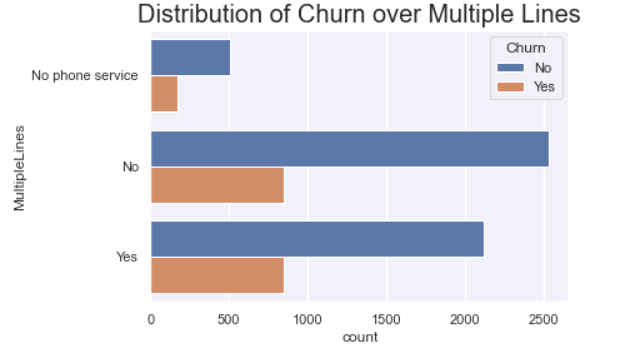 Distribution of Churn over Multiple Lines
Churn
No
Yes
No phone service
No
Yes
MultipleLines
0 500 1000 1500 2000 2500
count